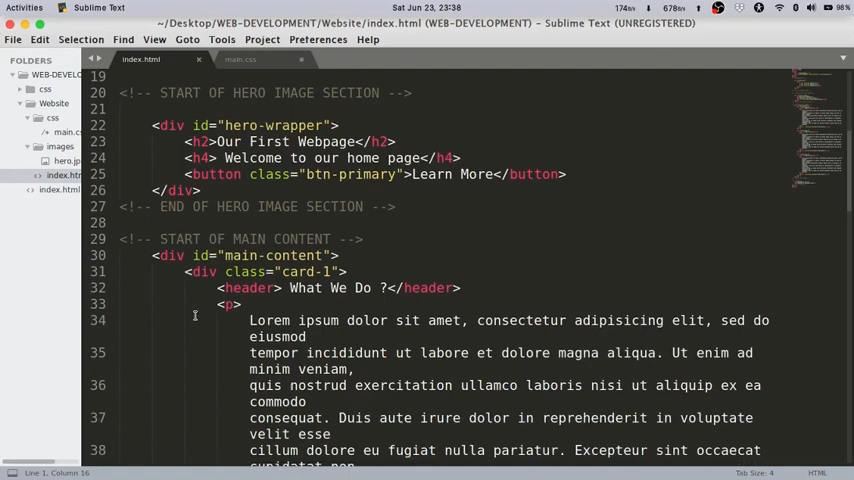 Activities Sublime Text Sat Jun 23, 23:38 174B/s 678B/s 98%
~/Desktop/WEB-DEVELOPMENT/Website/index.html (WEB-DEVELOPMENT) - Sublime Text (UNREGISTERED)
File Edit Selection Find View Goto Tools Project Preferences Help
FOLDERS
WEB-DEVELO
css
Website
css
main.cs
images
hero.jp
index.htm
index.html
index.html × main.css
19
20 <!-- START OF HERO IMAGE SECTION -->
21
22 <div id="hero-wrapper">
23 <h2>Our First Webpage</h2>
24 <h4> Welcome to our home page</h4>
25 <button class="btn-primary">Learn More</button>
26 </div>
27 <!-- END OF HERO IMAGE SECTION -->
28
29 <!-- START OF MAIN CONTENT -->
30 <div id="main-content">
31 <div class="card-1">
32 <header> What We Do ?</header>
33 <p>
34 Lorem ipsum dolor sit amet, consectetur adipisicing elit, sed do
eiusmod
35 tempor incididunt ut labore et dolore magna aliqua. Ut enim ad
minim veniam,
36 quis nostrud exercitation ullamco laboris nisi ut aliquip ex ea
commodo
37 consequat. Duis aute irure dolor in reprehenderit in voluptate
velit esse
38 cillum dolore eu fugiat nulla pariatur. Excepteur sint occaecat
cupidatat non
Line 1, Column 16 Tab Size: 4 HTML